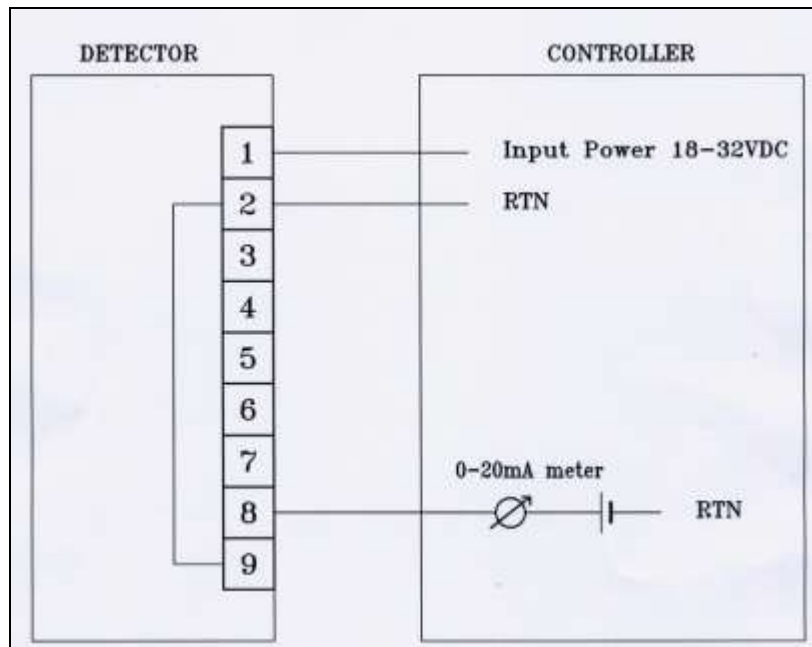 DETECTOR CONTROLLER
1 Input Power 18-32VDC
2 RTN
3
4
5
6
7
0-20mA meter
8 RTN
9